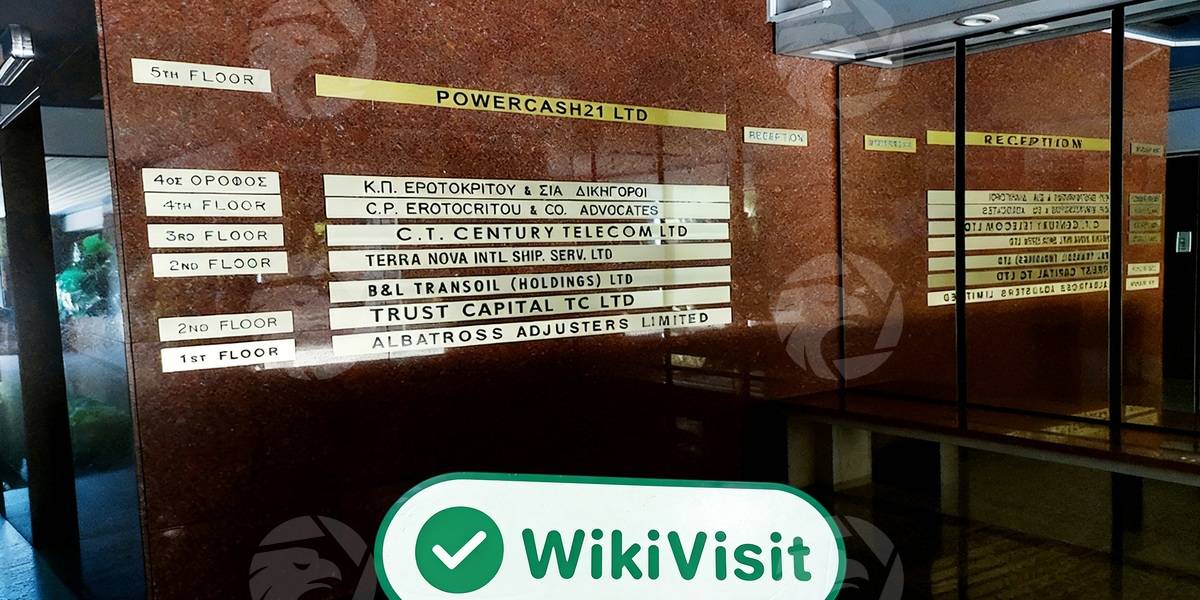 5TH FLOOR
POWERCASH21 LTD
RECEPTION
RECEPTION
4ΟΣ ΟΡΟΦΟΣ
Κ.Π. ΕΡΩΤΟΚΡΙΤΟΥ & ΣΙΑ ΔΙΚΗΓΟΡΟΙ
4TH FLOOR
C.P. EROTOCRITOU & CO. ADVOCATES
3RD FLOOR
C.T. CENTURY TELECOM LTD
2ND FLOOR
TERRA NOVA INTL SHIP. SERV. LTD
B&L TRANSOIL (HOLDINGS) LTD
2ND FLOOR
TRUST CAPITAL TC LTD
1ST FLOOR
ALBATROSS ADJUSTERS LIMITED
WikiVisit